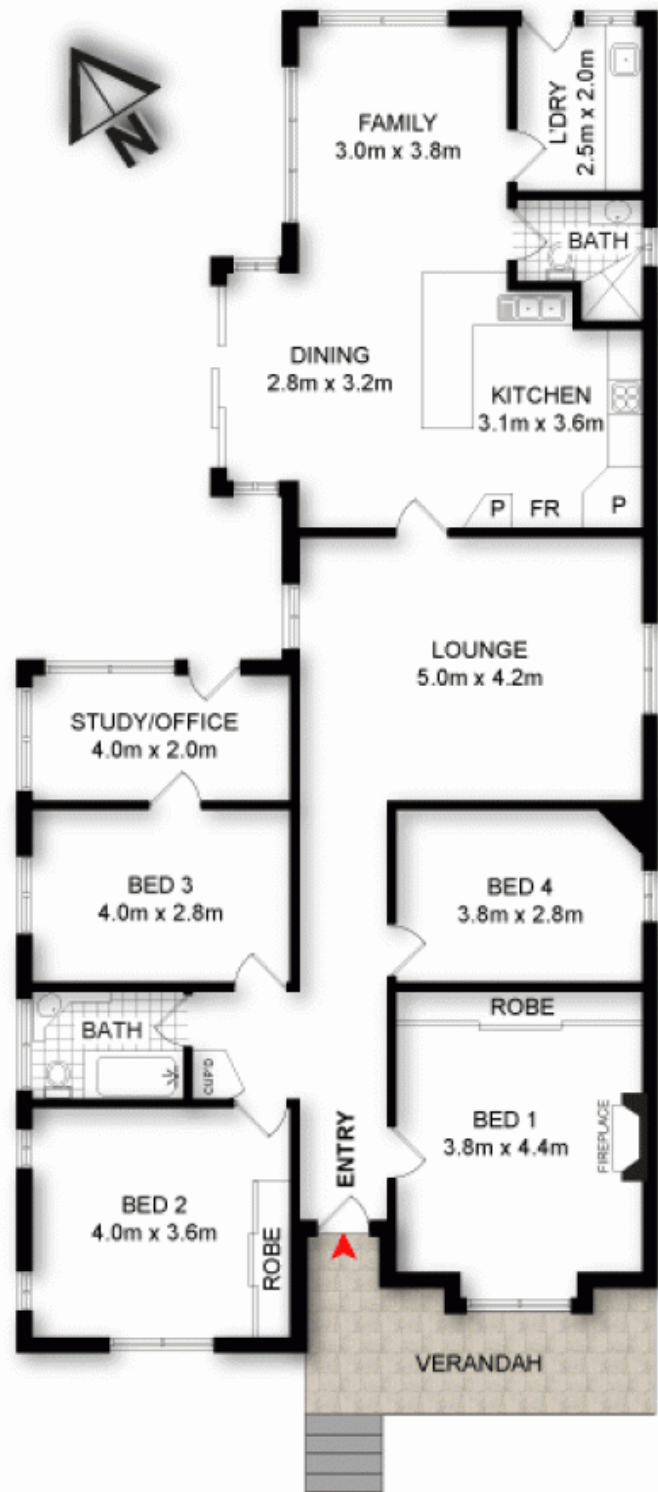 FAMILY
3.0m x 3.8m
L'DRY
2.5m x 2.0m
N
BATH
DINING
2.8m x 3.2m
KITCHEN
3.1m x 3.6m
P
FR
P
LOUNGE
5.0m x 4.2m
STUDY/OFFICE
4.0m x 2.0m
BED 3
4.0m x 2.8m
BED 4
3.8m x 2.8m
BATH
CUP'D
ROBE
BED 1
3.8m x 4.4m
FIREPLACE
ENTRY
BED 2
4.0m x 3.6m
ROBE
VERANDAH